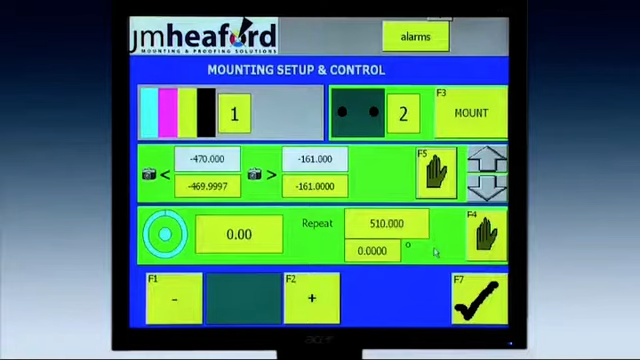 jmheaford
MOUNTING & PROOFING SOLUTIONS
alarms
MOUNTING SETUP & CONTROL
1
2
F3
MOUNT
< -470.000 > -161.000
-469.9997 -161.0000
F5
0.00
Repeat 510.000
0.0000 °
F4
F1
-
F2
+
F7
acer